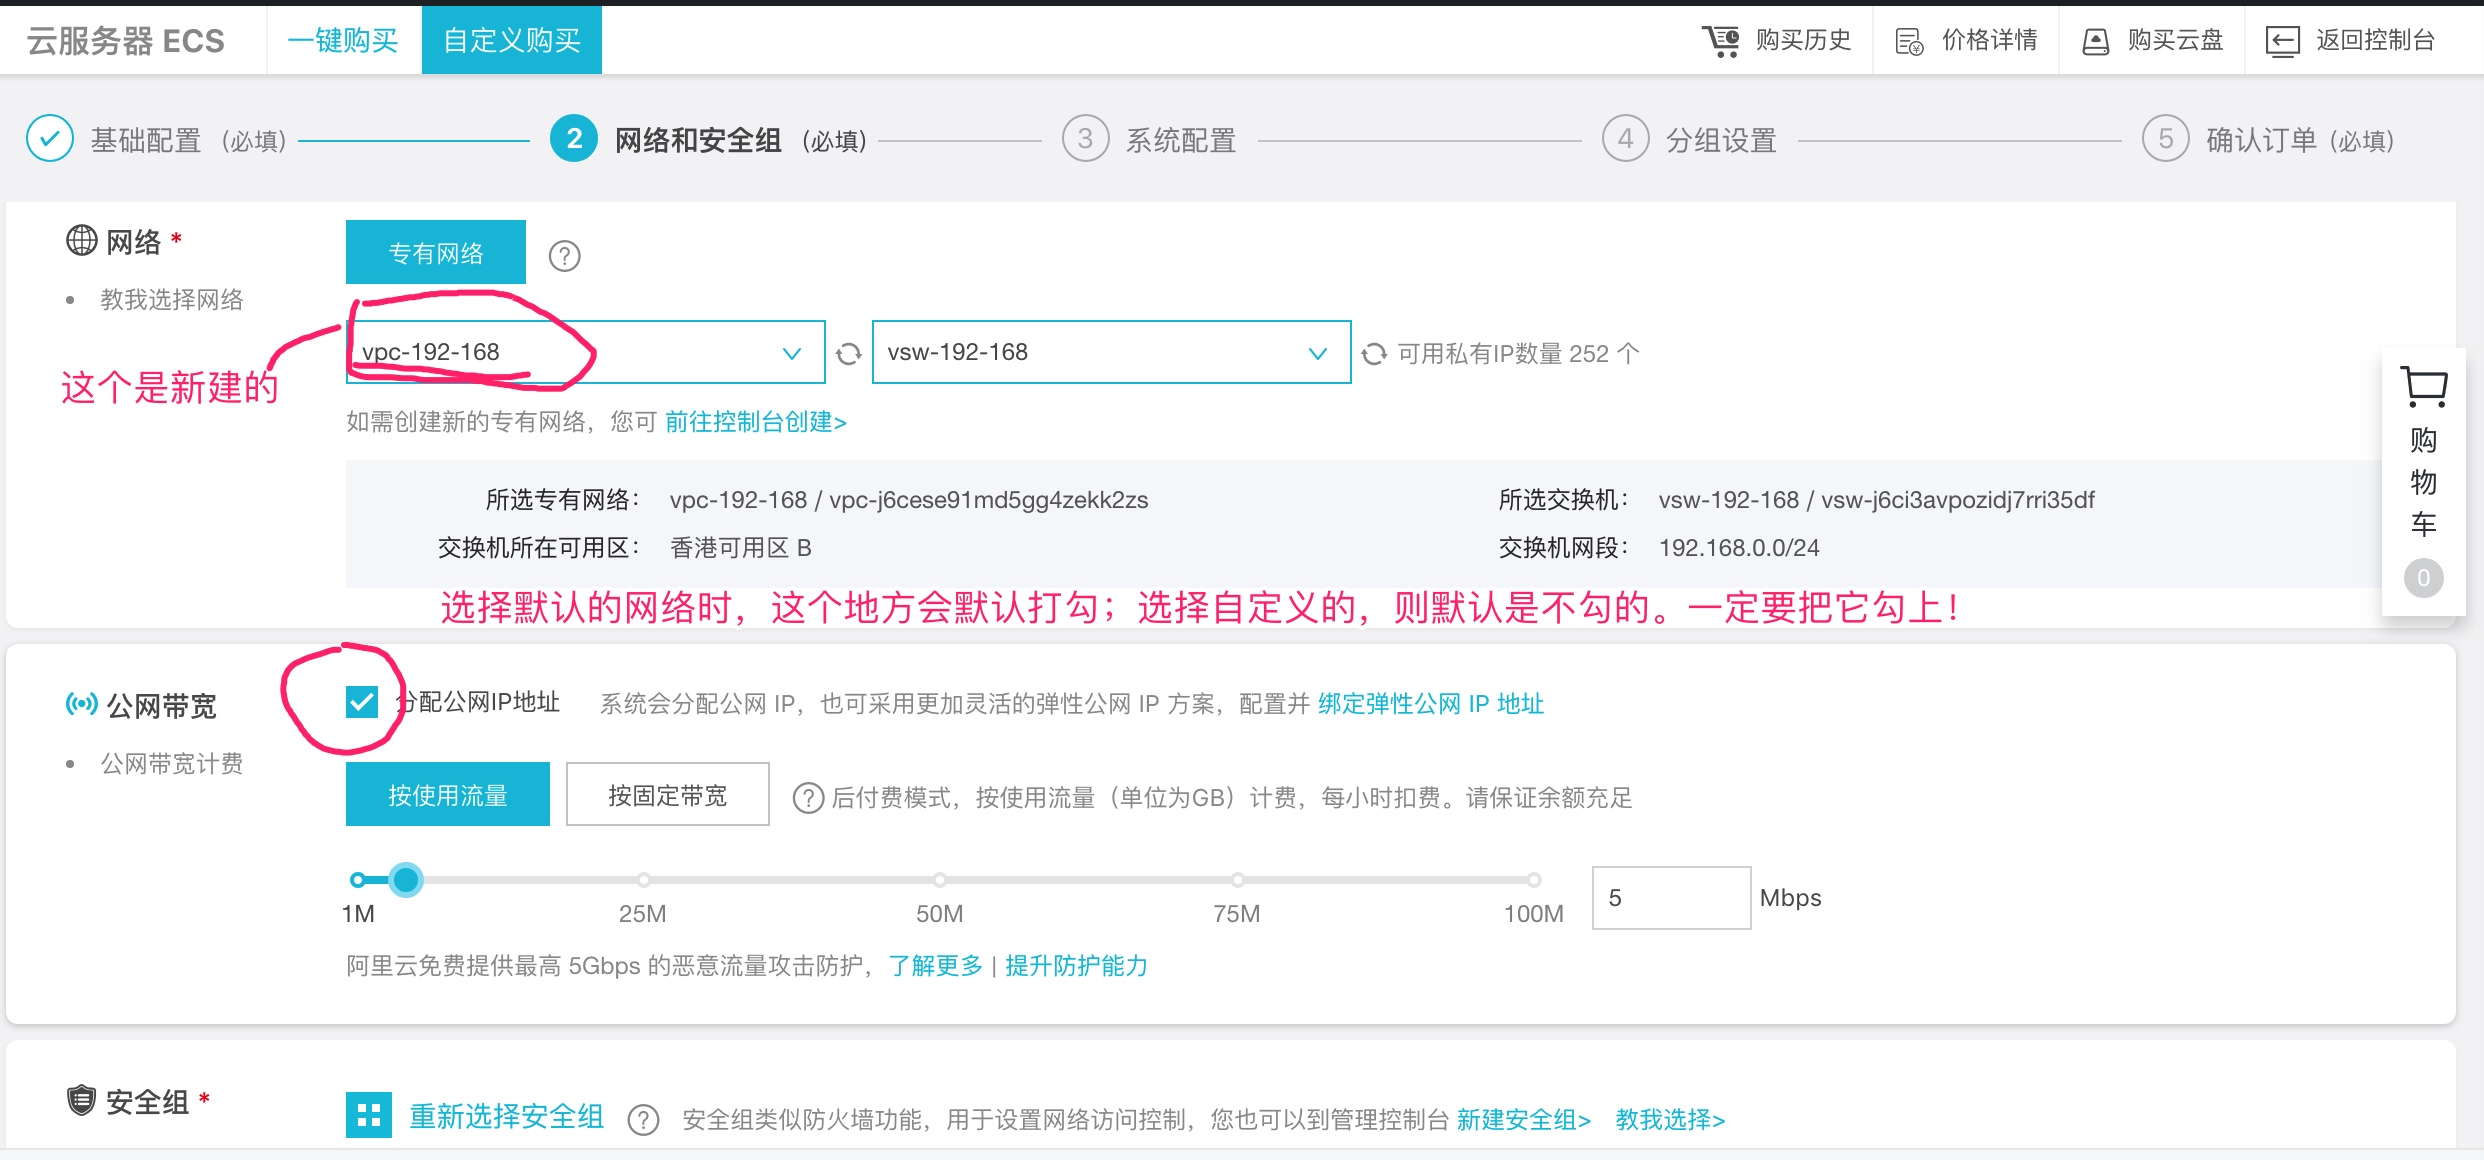 云服务器 ECS 一键购买 自定义购买 购买历史 价格详情 购买云盘 返回控制台
基础配置 (必填) 2 网络和安全组 (必填) 3 系统配置 4 分组设置 5 确认订单 (必填)
网络 * 专有网络 ?
• 教我选择网络
vpc-192-168 vsw-192-168 可用私有IP数量 252 个
这个是新建的
如需创建新的专有网络，您可 前往控制台创建>
所选专有网络： vpc-192-168 / vpc-j6cese91md5gg4zekk2zs 所选交换机： vsw-192-168 / vsw-j6ci3avpozidj7rri35df
交换机所在可用区： 香港可用区 B 交换机网段： 192.168.0.0/24
选择默认的网络时，这个地方会默认打勾；选择自定义的，则默认是不勾的。一定要把它勾上！
购
物
车
0
公网带宽 分配公网IP地址 系统会分配公网 IP，也可采用更加灵活的弹性公网 IP 方案，配置并 绑定弹性公网 IP 地址
• 公网带宽计费
按使用流量 按固定带宽 ? 后付费模式，按使用流量（单位为GB）计费，每小时扣费。请保证余额充足
1M 25M 50M 75M 100M 5 Mbps
阿里云免费提供最高 5Gbps 的恶意流量攻击防护，了解更多 | 提升防护能力
安全组 * 重新选择安全组 ? 安全组类似防火墙功能，用于设置网络访问控制，您也可以到管理控制台 新建安全组> 教我选择>